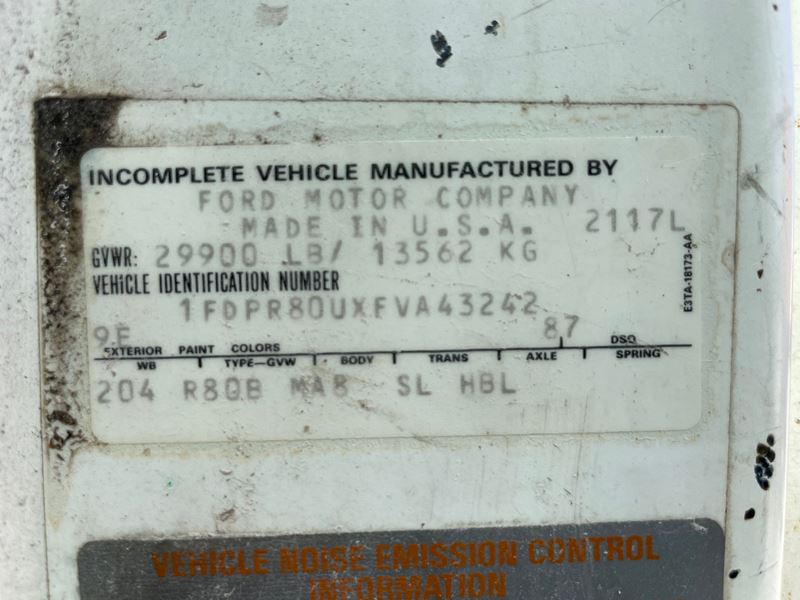 INCOMPLETE VEHICLE MANUFACTURED BY
FORD MOTOR COMPANY
MADE IN U.S.A. 2117L
GVWR: 29900 LB/ 13562 KG
VEHICLE IDENTIFICATION NUMBER
1FDPR80UXFVA43242
9E 87
EXTERIOR PAINT COLORS DSO
WB TYPE—GVW BODY TRANS AXLE SPRING
204 R80B MA8 SL HBL
E3TA-18173-AA
VEHICLE NOISE EMISSION CONTROL
INFORMATION